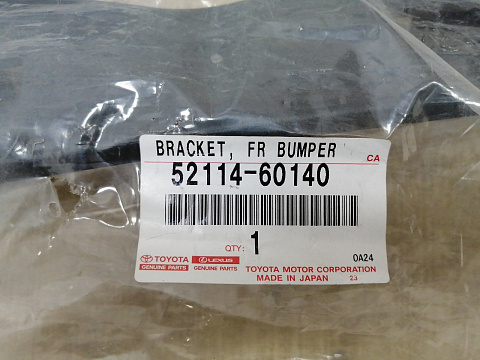 BRACKET, FR BUMPER
CA
52114-60140
QTY: 1
TOYOTA LEXUS 0A24
GENUINE PARTS GENUINE PARTS TOYOTA MOTOR CORPORATION
MADE IN JAPAN 23